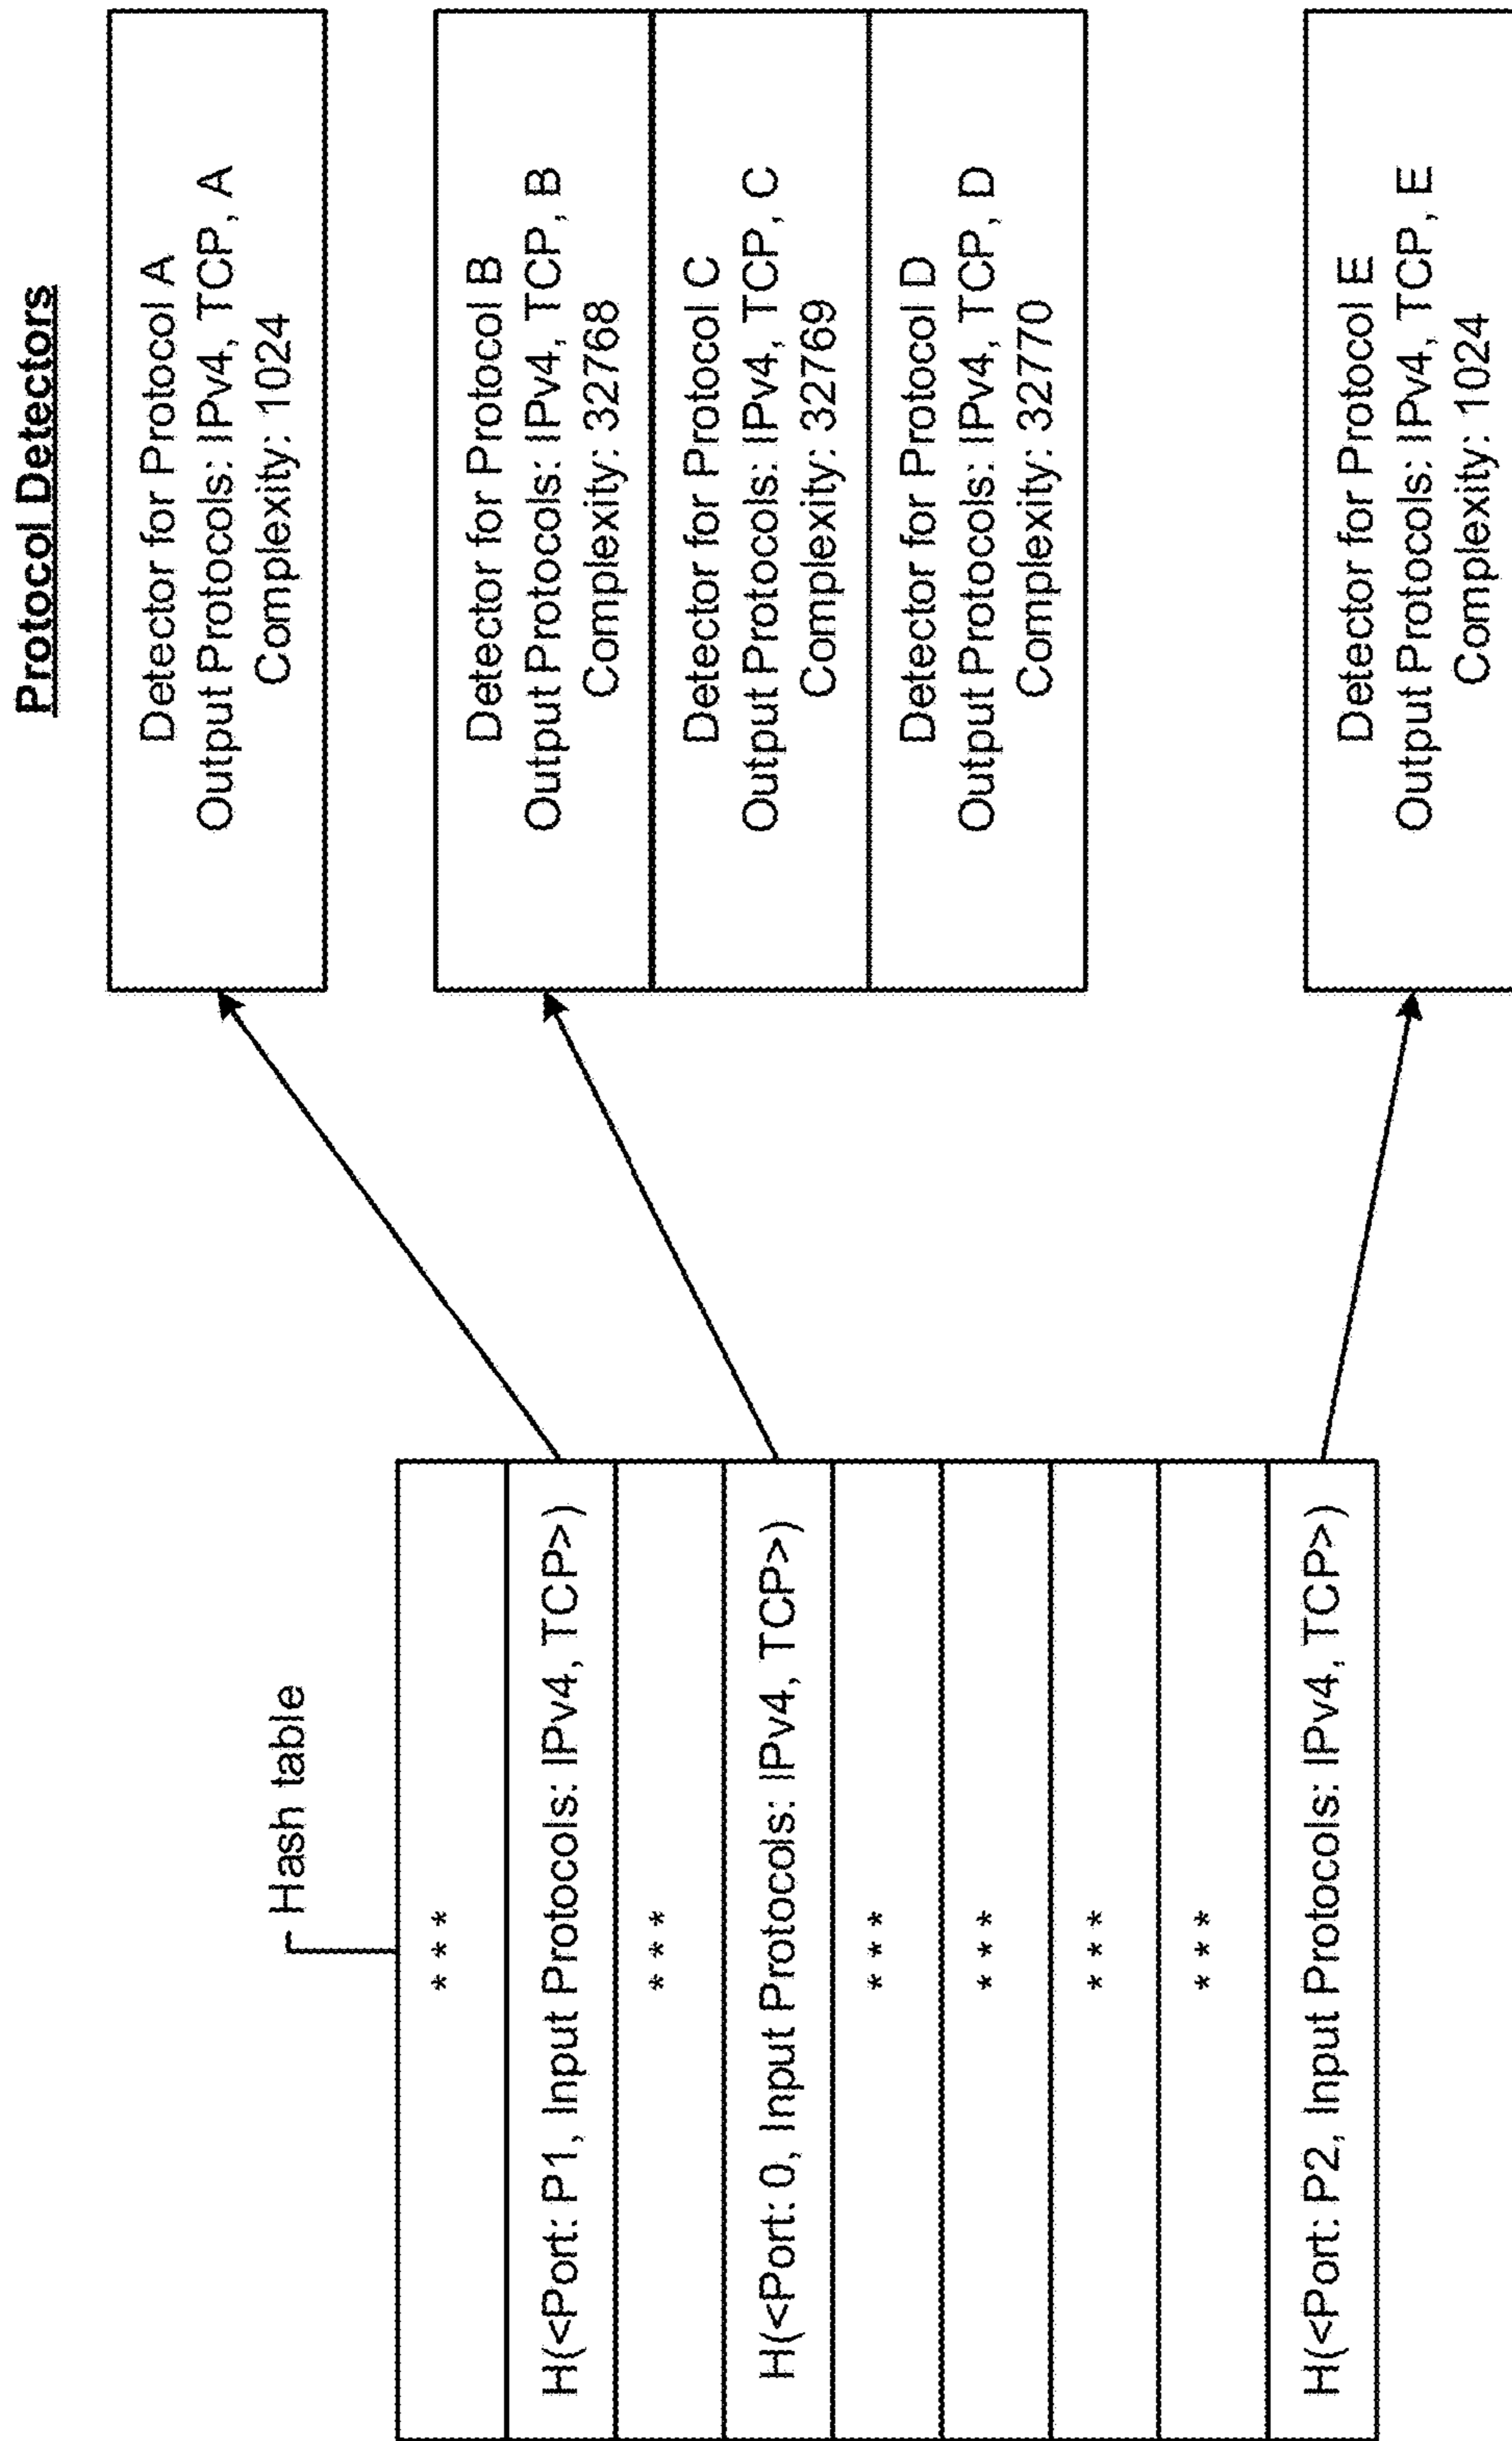 Protocol Detectors
Hash table
***
H(<Port: P1, Input Protocols: IPv4, TCP>)
***
H(<Port: 0, Input Protocols: IPv4, TCP>)
***
***
***
***
H(<Port: P2, Input Protocols: IPv4, TCP>)
Detector for Protocol A
Output Protocols: IPv4, TCP, A
Complexity: 1024
Detector for Protocol B
Output Protocols: IPv4, TCP, B
Complexity: 32768
Detector for Protocol C
Output Protocols: IPv4, TCP, C
Complexity: 32769
Detector for Protocol D
Output Protocols: IPv4, TCP, D
Complexity: 32770
Detector for Protocol E
Output Protocols: IPv4, TCP, E
Complexity: 1024